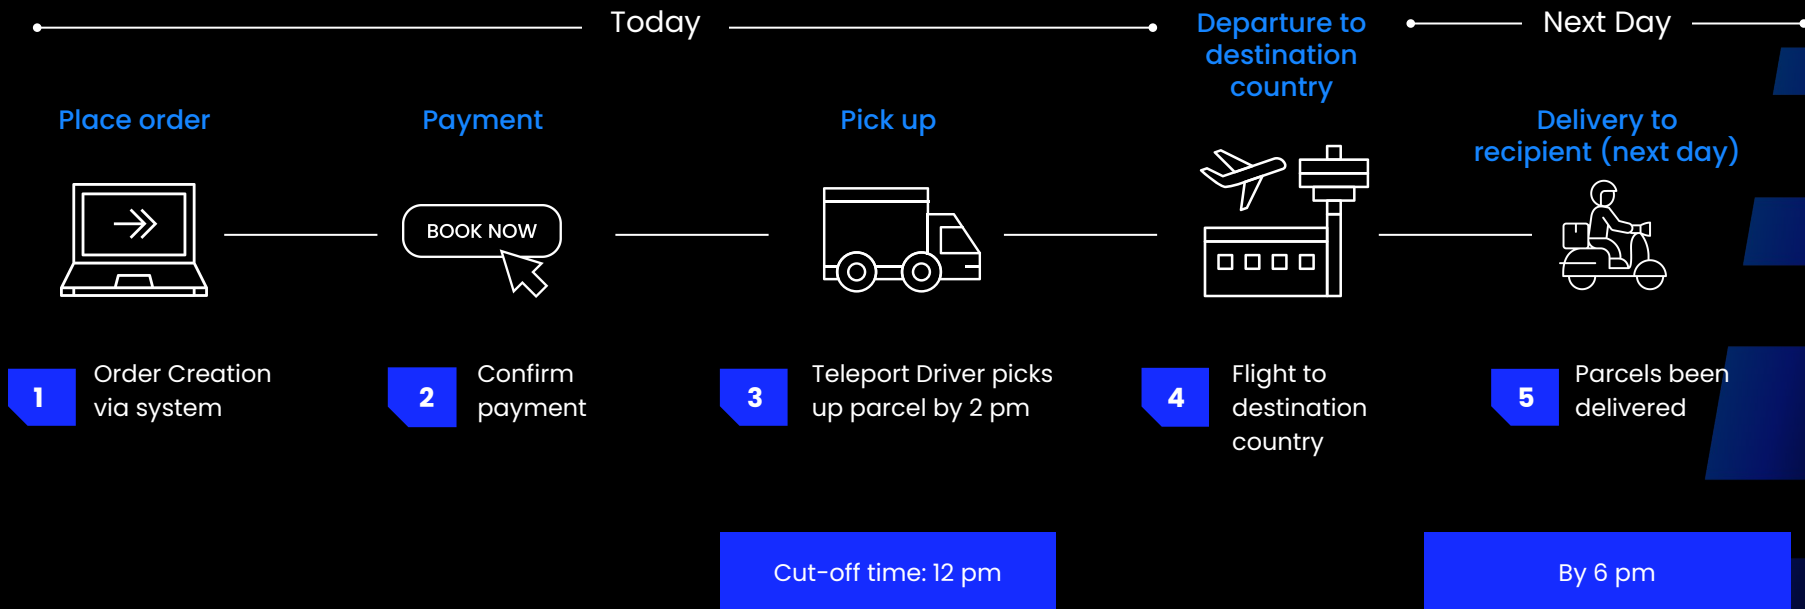 Today
Departure to
destination
country
Next Day
Place order
Payment
Pick up
Delivery to
recipient (next day)
BOOK NOW
1
Order Creation
via system
2
Confirm
payment
3
Teleport Driver picks
up parcel by 2 pm
4
Flight to
destination
country
5
Parcels been
delivered
Cut-off time: 12 pm
By 6 pm